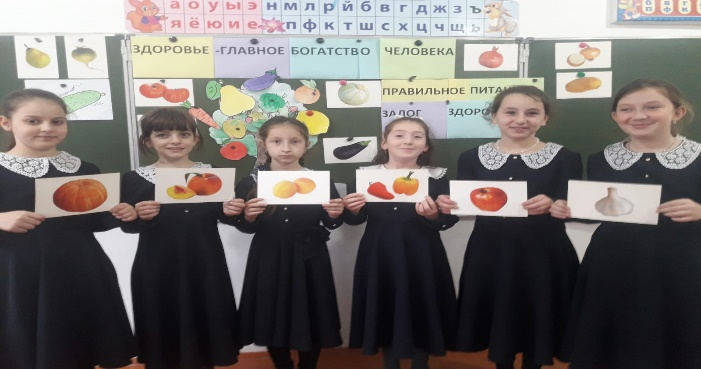 а о у ы э н м л р й б в г д ж з ъ
я ё ю и е п ф к т ш с х ц ч щ ь
ЗДОРОВЬЕ -ГЛАВНОЕ БОГАТСТВО ЧЕЛОВЕКА
ПРАВИЛЬНОЕ ПИТАН
ЗАЛОГ ЗДОРО